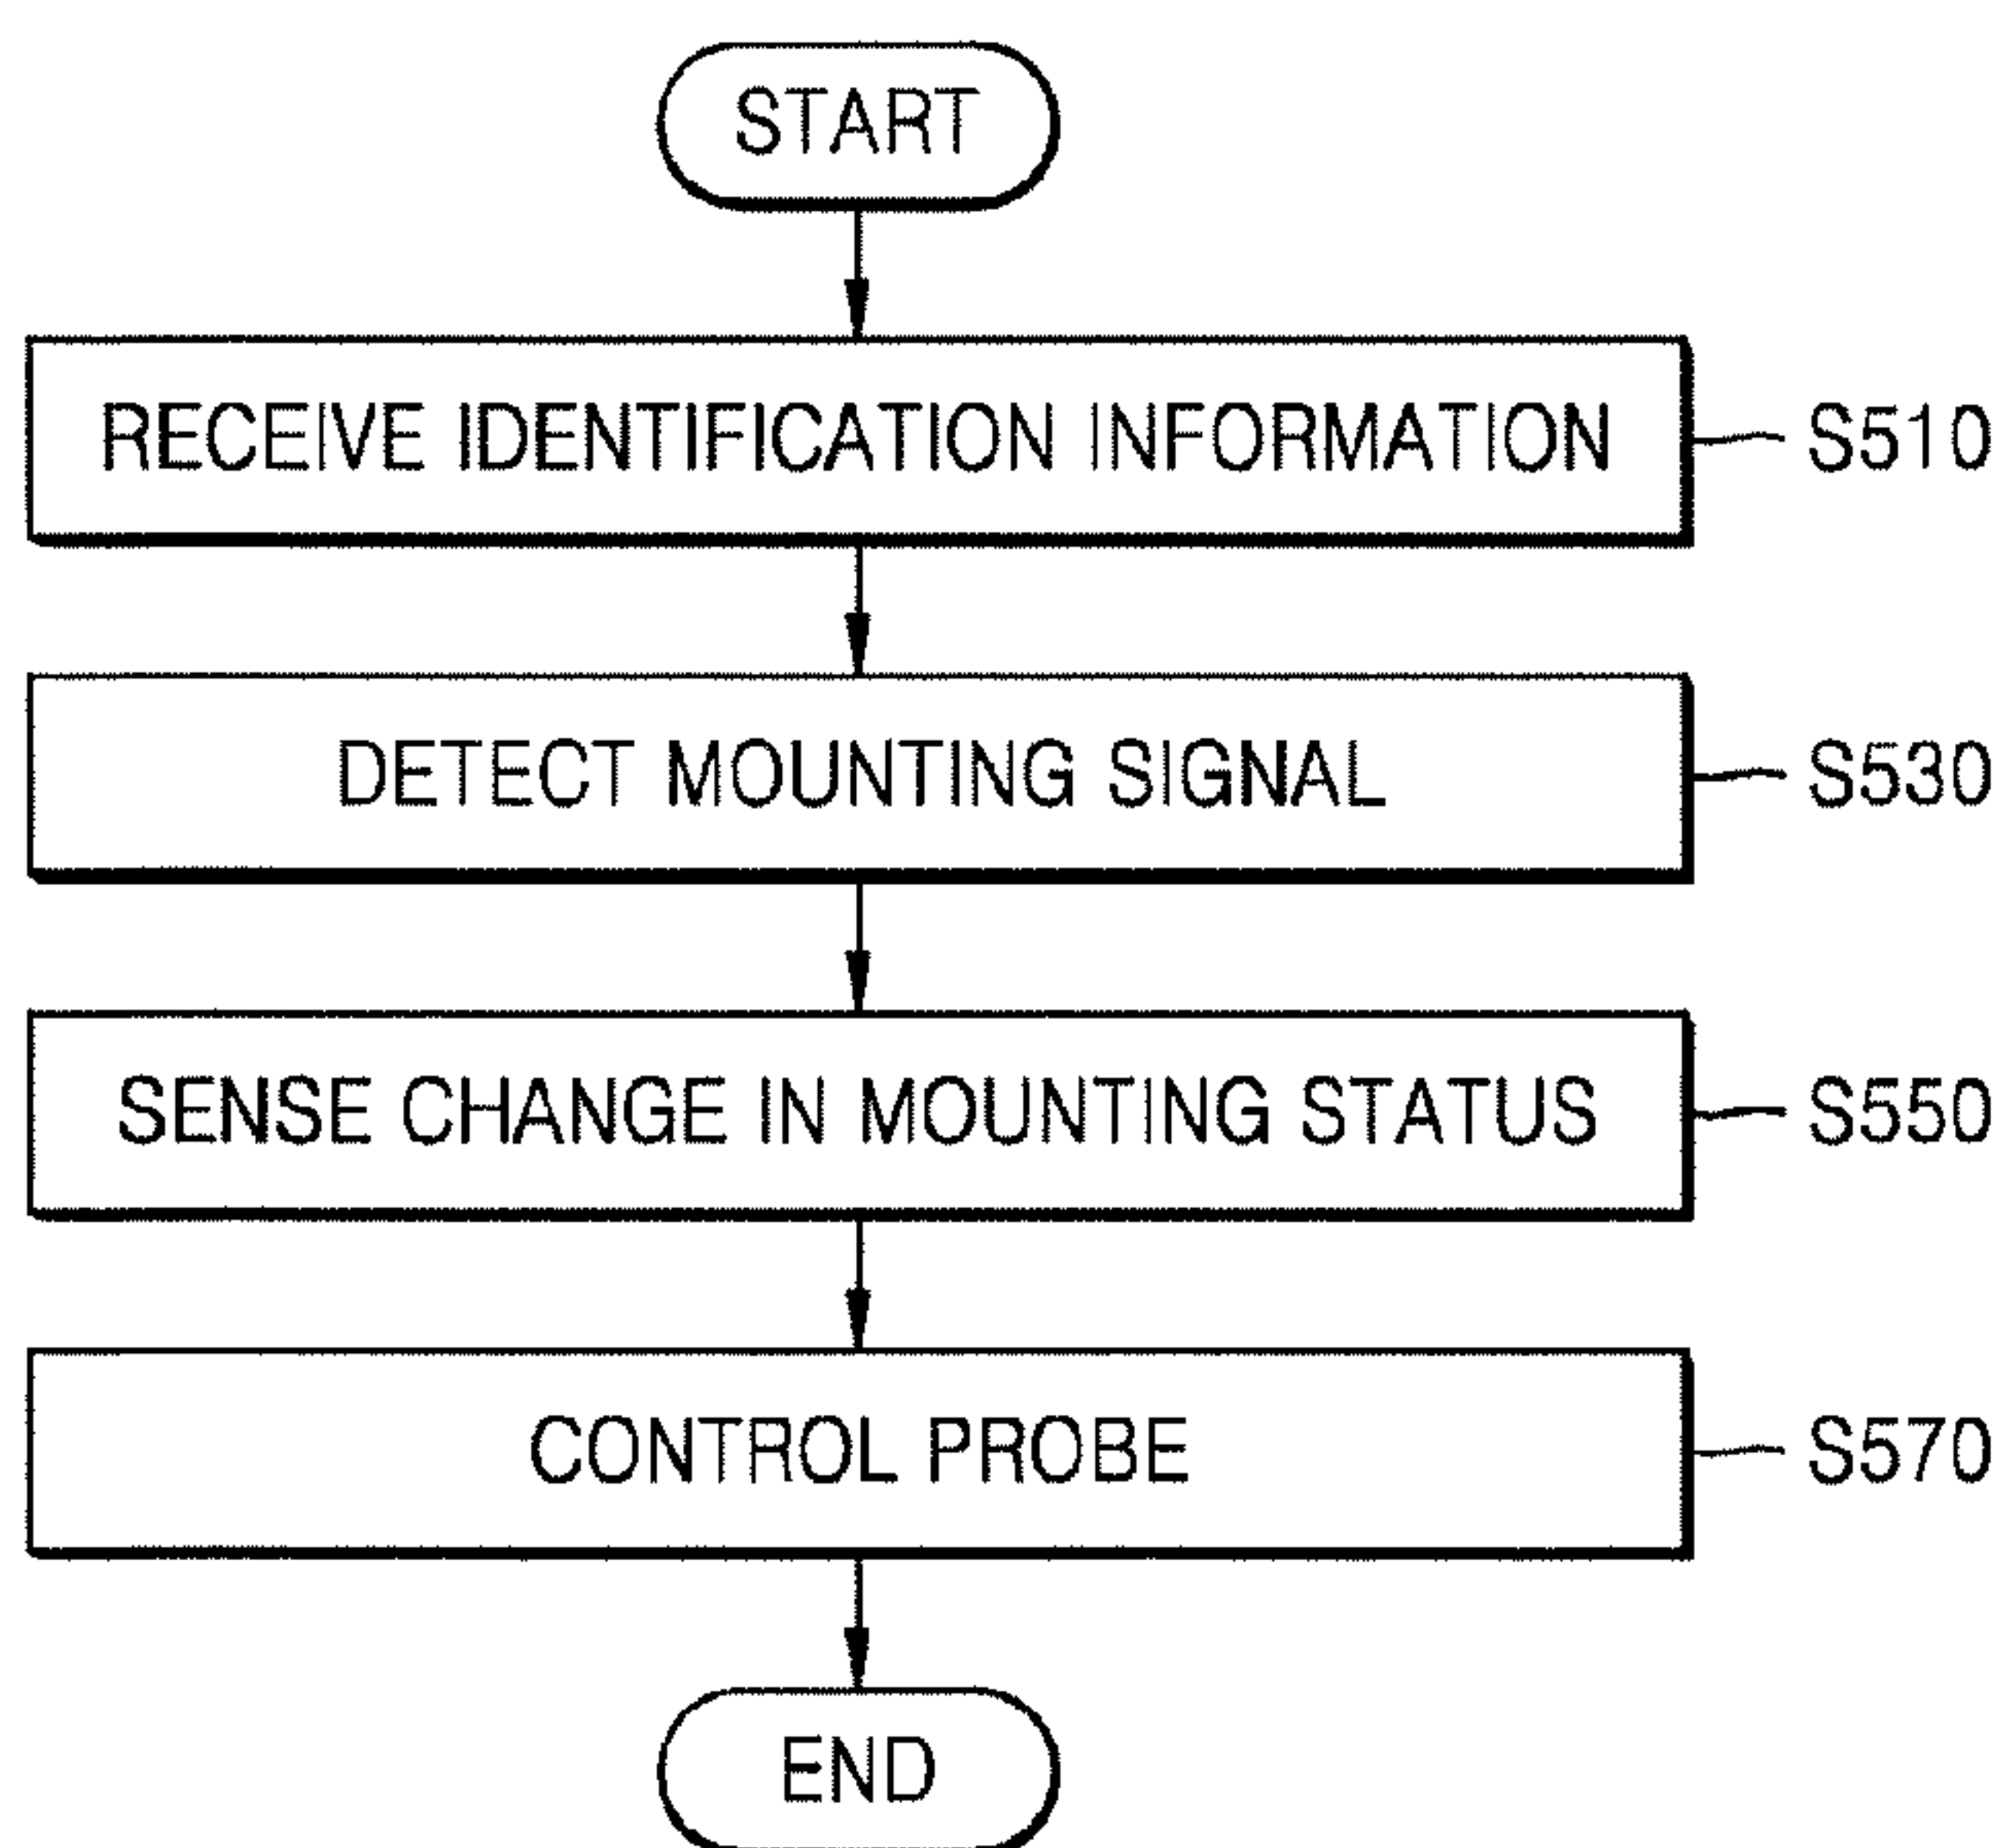 START
RECEIVE IDENTIFICATION INFORMATION
S510
DETECT MOUNTING SIGNAL
S530
SENSE CHANGE IN MOUNTING STATUS
S550
CONTROL PROBE
S570
END